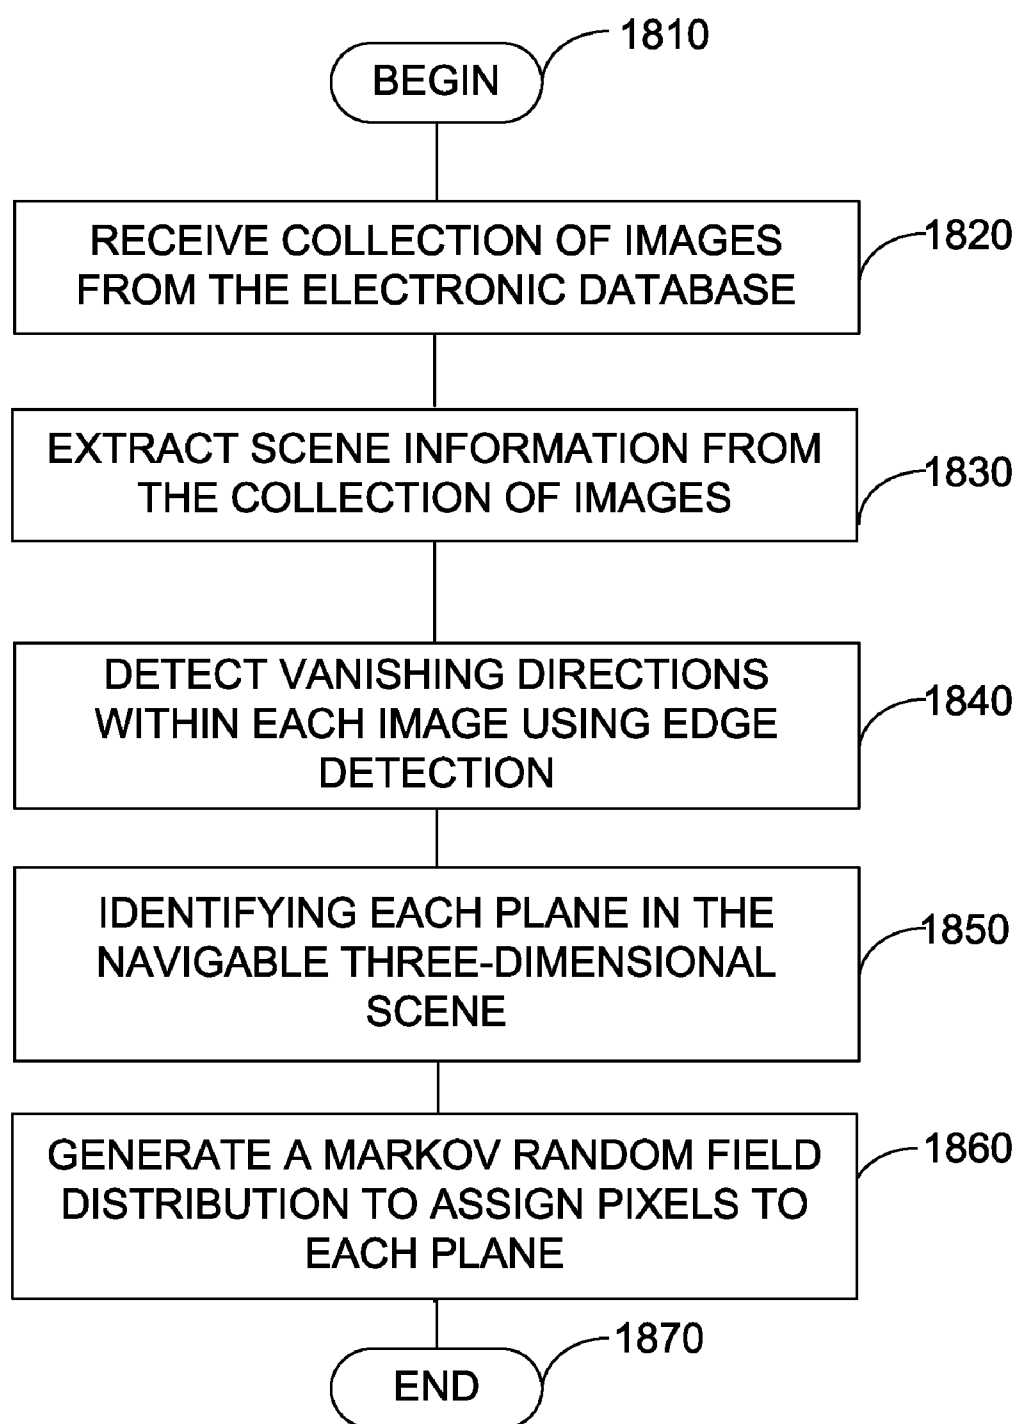 1810
BEGIN
RECEIVE COLLECTION OF IMAGES
FROM THE ELECTRONIC DATABASE
1820
EXTRACT SCENE INFORMATION FROM
THE COLLECTION OF IMAGES
1830
DETECT VANISHING DIRECTIONS
WITHIN EACH IMAGE USING EDGE
DETECTION
1840
IDENTIFYING EACH PLANE IN THE
NAVIGABLE THREE-DIMENSIONAL
SCENE
1850
GENERATE A MARKOV RANDOM FIELD
DISTRIBUTION TO ASSIGN PIXELS TO
EACH PLANE
1860
1870
END